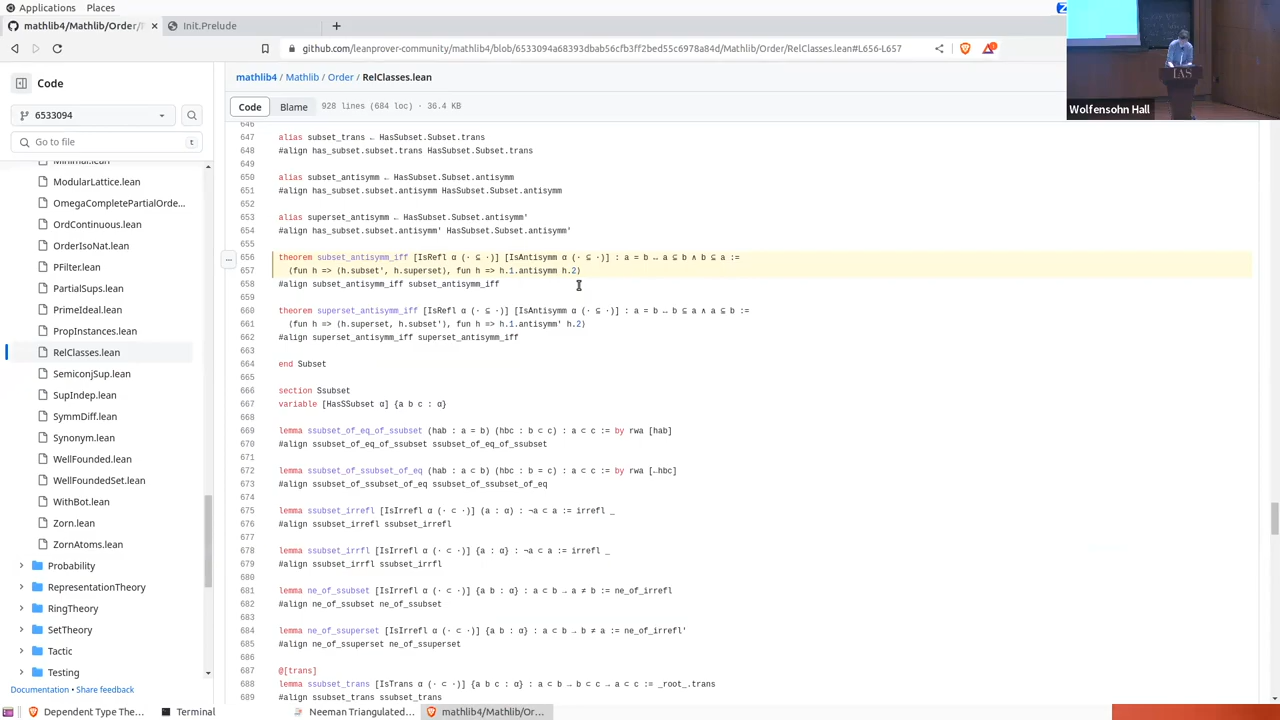 Applications Places
mathlib4/Mathlib/Order/ Init.Prelude
github.com/leanprover-community/mathlib4/blob/6533094a68393dbab56cfb3ff2bed55c6978a84d/Mathlib/Order/RelClasses.lean#L656-L657
IAS
Wolfensohn Hall
Code
mathlib4 / Mathlib / Order / RelClasses.lean
6533094
Code Blame 928 lines (684 loc) · 36.4 KB
Go to file t
Minimal.lean
ModularLattice.lean
OmegaCompletePartialOrde...
OrdContinuous.lean
OrderIsoNat.lean
PFilter.lean
PartialSups.lean
PrimeIdeal.lean
PropInstances.lean
RelClasses.lean
SemiconjSup.lean
SupIndep.lean
SymmDiff.lean
Synonym.lean
WellFounded.lean
WellFoundedSet.lean
WithBot.lean
Zorn.lean
ZornAtoms.lean
Probability
RepresentationTheory
RingTheory
SetTheory
Tactic
Testing
Documentation • Share feedback
646
647 alias subset_trans ← HasSubset.Subset.trans
648 #align has_subset.subset.trans HasSubset.Subset.trans
649
650 alias subset_antisymm ← HasSubset.Subset.antisymm
651 #align has_subset.subset.antisymm HasSubset.Subset.antisymm
652
653 alias superset_antisymm ← HasSubset.Subset.antisymm'
654 #align has_subset.subset.antisymm' HasSubset.Subset.antisymm'
655
656 theorem subset_antisymm_iff [IsRefl α (· ⊆ ·)] [IsAntisymm α (· ⊆ ·)] : a = b ↔ a ⊆ b ∧ b ⊆ a :=
657 ⟨fun h => ⟨h.subset', h.superset⟩, fun h => h.1.antisymm h.2⟩
658 #align subset_antisymm_iff subset_antisymm_iff
659
660 theorem superset_antisymm_iff [IsRefl α (· ⊆ ·)] [IsAntisymm α (· ⊆ ·)] : a = b ↔ b ⊆ a ∧ a ⊆ b :=
661 ⟨fun h => ⟨h.superset, h.subset'⟩, fun h => h.1.antisymm' h.2⟩
662 #align superset_antisymm_iff superset_antisymm_iff
663
664 end Subset
665
666 section Ssubset
667 variable [HasSSubset α] {a b c : α}
668
669 lemma ssubset_of_eq_of_ssubset (hab : a = b) (hbc : b ⊂ c) : a ⊂ c := by rwa [hab]
670 #align ssubset_of_eq_of_ssubset ssubset_of_eq_of_ssubset
671
672 lemma ssubset_of_ssubset_of_eq (hab : a ⊂ b) (hbc : b = c) : a ⊂ c := by rwa [←hbc]
673 #align ssubset_of_ssubset_of_eq ssubset_of_ssubset_of_eq
674
675 lemma ssubset_irrefl [IsIrrefl α (· ⊂ ·)] (a : α) : ¬a ⊂ a := irrefl _
676 #align ssubset_irrefl ssubset_irrefl
677
678 lemma ssubset_irrfl [IsIrrefl α (· ⊂ ·)] {a : α} : ¬a ⊂ a := irrefl _
679 #align ssubset_irrfl ssubset_irrfl
680
681 lemma ne_of_ssubset [IsIrrefl α (· ⊂ ·)] {a b : α} : a ⊂ b → a ≠ b := ne_of_irrefl
682 #align ne_of_ssubset ne_of_ssubset
683
684 lemma ne_of_ssuperset [IsIrrefl α (· ⊂ ·)] {a b : α} : a ⊂ b → b ≠ a := ne_of_irrefl'
685 #align ne_of_ssuperset ne_of_ssuperset
686
687 @[trans]
688 lemma ssubset_trans [IsTrans α (· ⊂ ·)] {a b c : α} : a ⊂ b → b ⊂ c → a ⊂ c := _root_.trans
689 #align ssubset_trans ssubset_trans
Dependent Type The... Terminal Neeman Triangulated... mathlib4/Mathlib/Or...